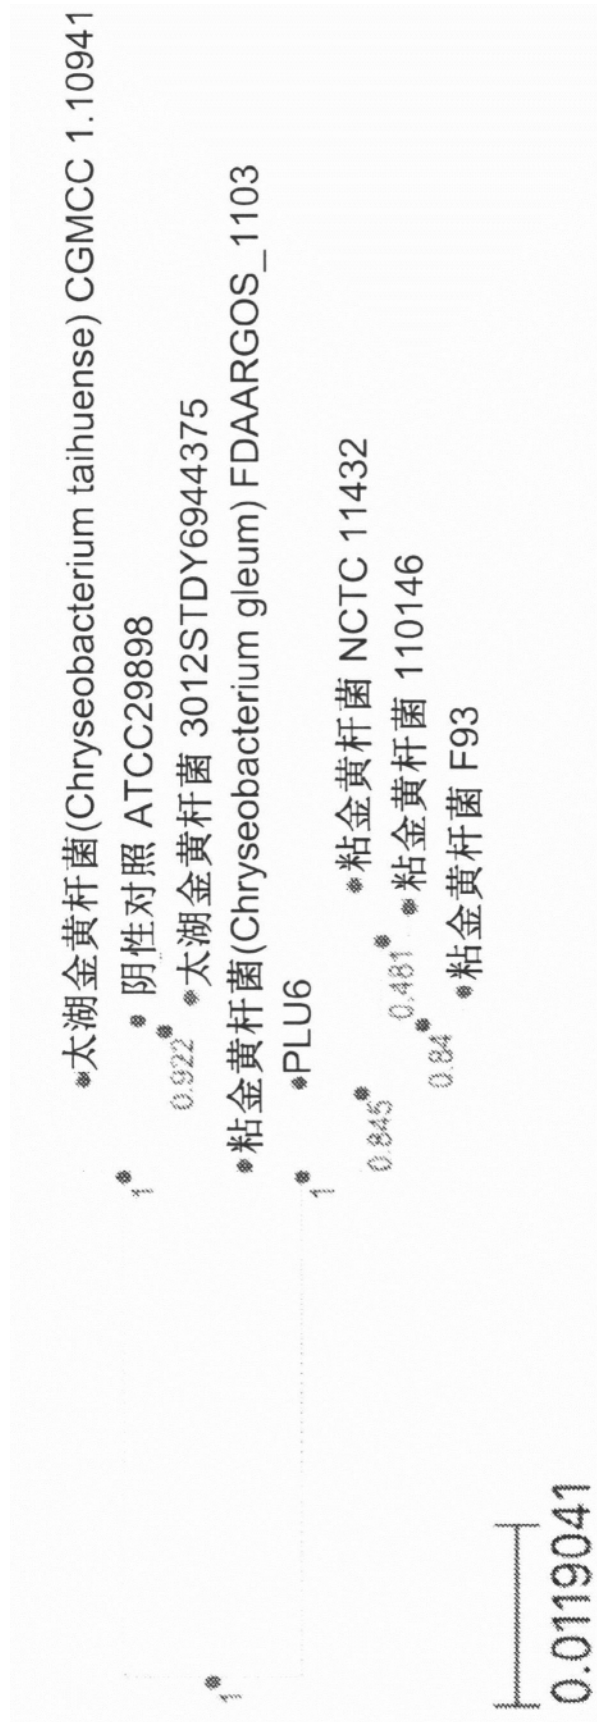 太湖金黄杆菌(Chryseobacterium taihuense) CGMCC 1.10941
1
阴性对照 ATCC29898
0.922
太湖金黄杆菌 3012STDY6944375
1
粘金黄杆菌(Chryseobacterium gleum) FDAARGOS_1103
1
PLU6
0.845
粘金黄杆菌 NCTC 11432
0.481
粘金黄杆菌 110146
0.84
粘金黄杆菌 F93
0.0119041